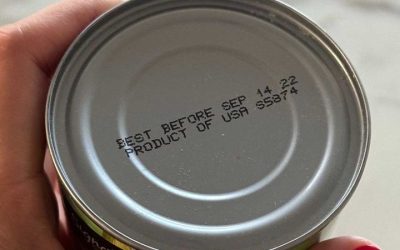 BEST BEFORE SEP 14 22
PRODUCT OF USA S5874